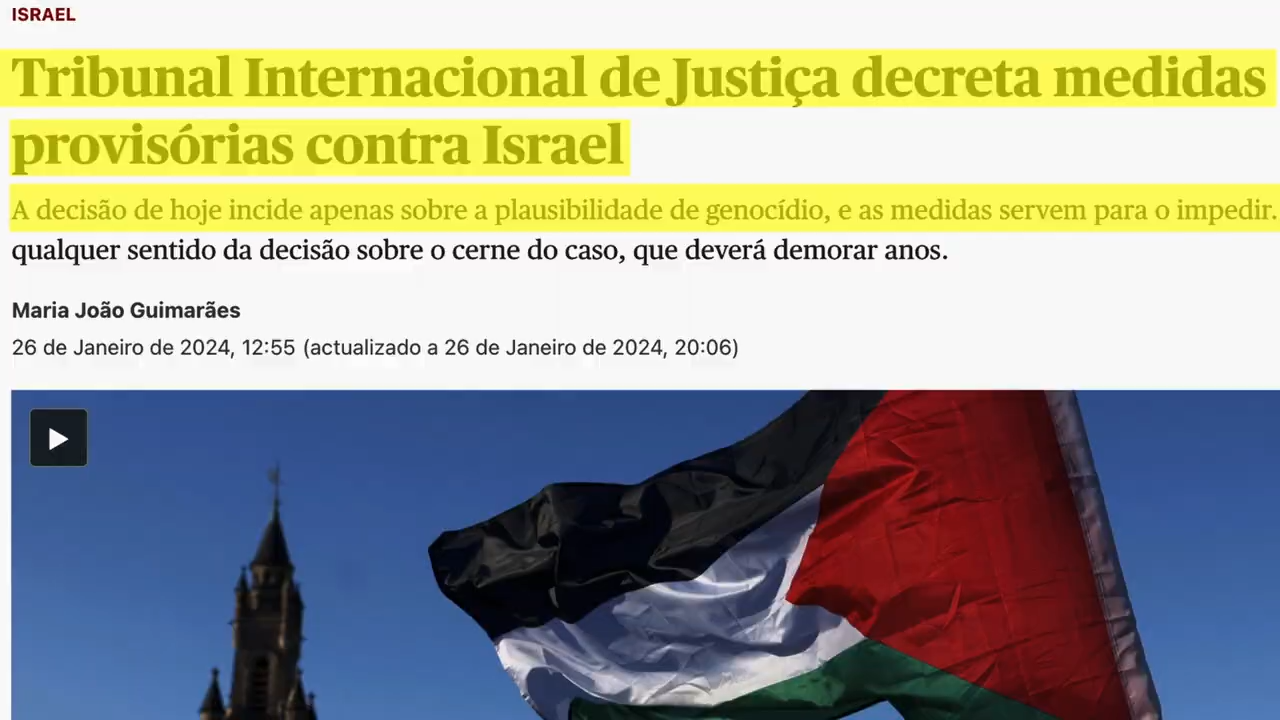 ISRAEL
Tribunal Internacional de Justiça decreta medidas
provisórias contra Israel
A decisão de hoje incide apenas sobre a plausibilidade de genocídio, e as medidas servem para o impedir.
qualquer sentido da decisão sobre o cerne do caso, que deverá demorar anos.
Maria João Guimarães
26 de Janeiro de 2024, 12:55 (actualizado a 26 de Janeiro de 2024, 20:06)